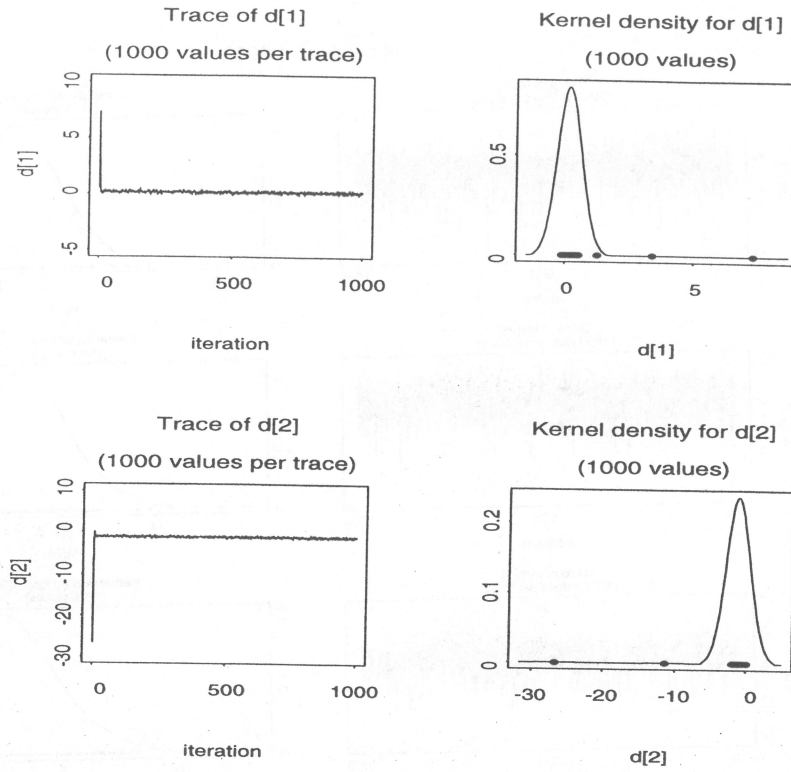 Trace of d[1]
(1000 values per trace)
10
5
0
-5
d[1]
0 500 1000
iteration
Kernel density for d[1]
(1000 values)
0.5
0
0 5
d[1]
Trace of d[2]
(1000 values per trace)
10
0
-10
-20
-30
d[2]
0 500 1000
iteration
Kernel density for d[2]
(1000 values)
0.2
0.1
0
-30 -20 -10 0
d[2]